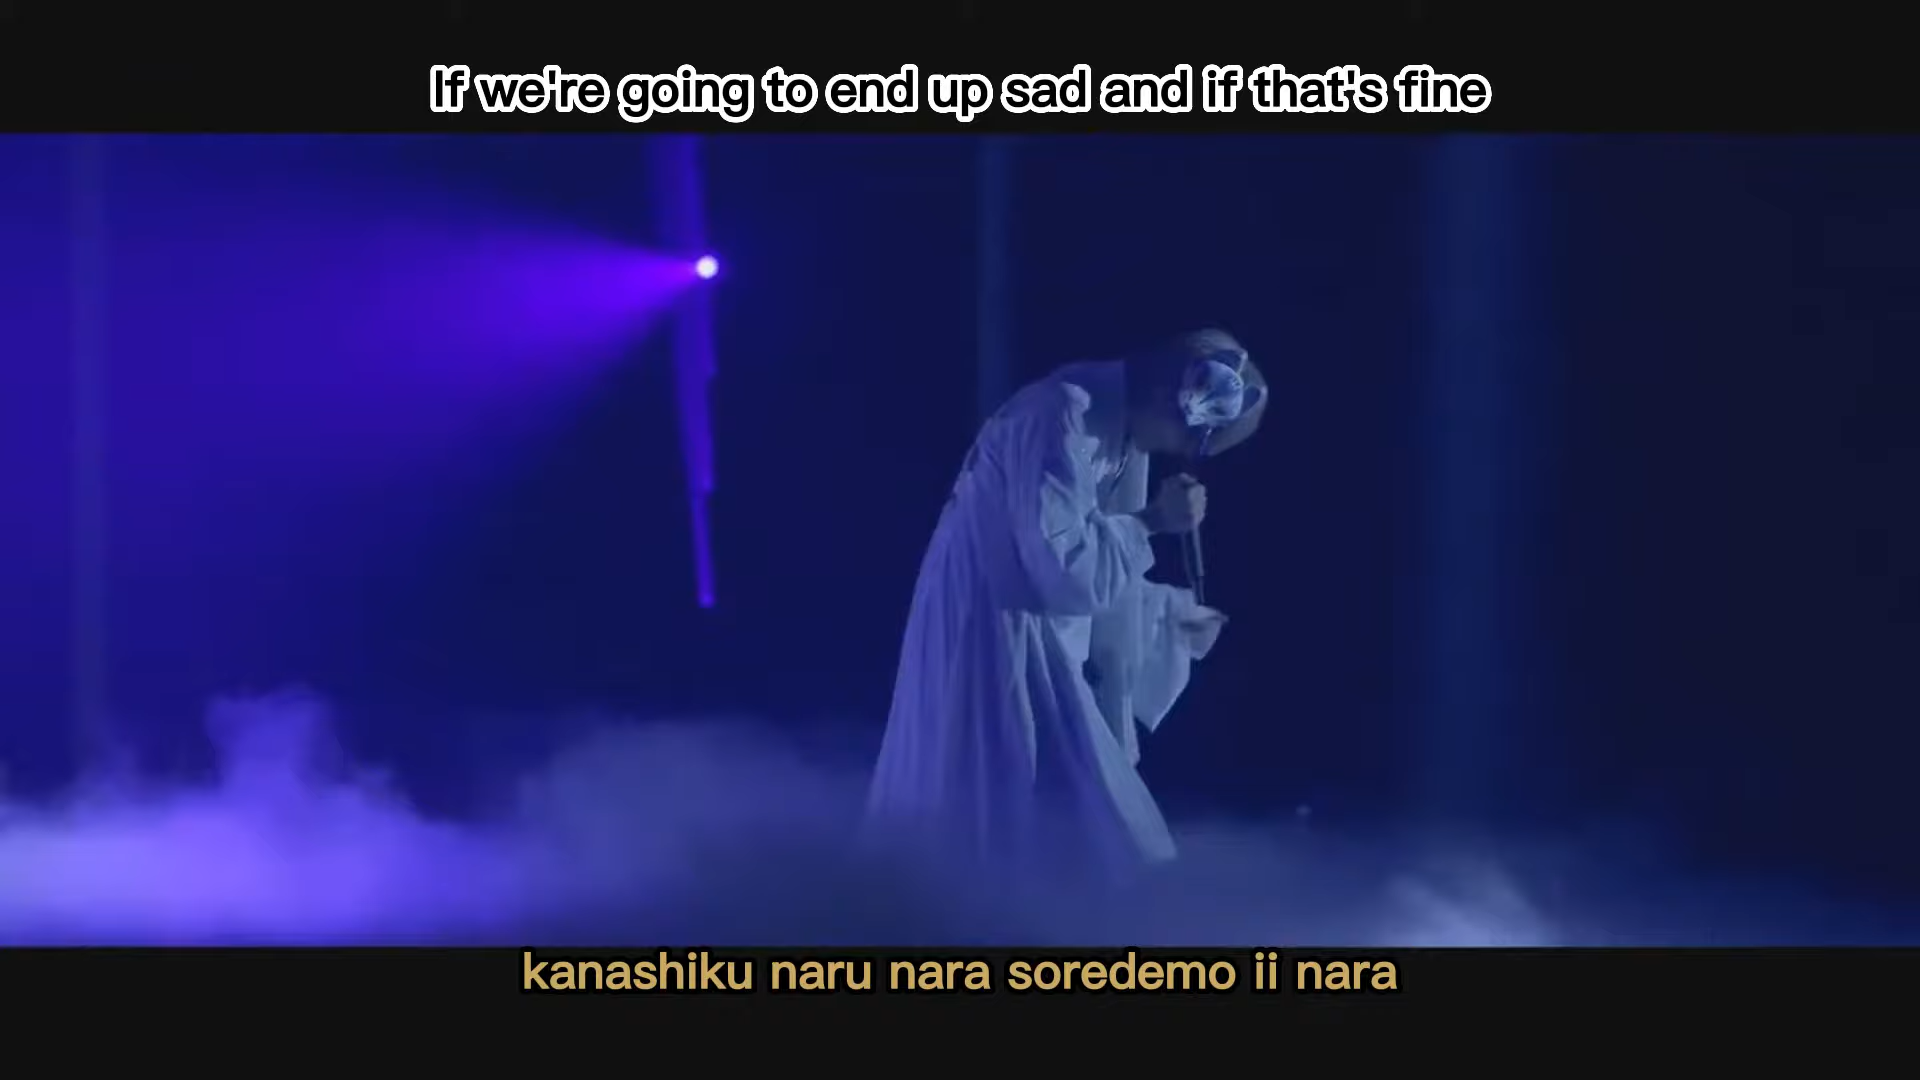 If we're going to end up sad and if that's fine
kanashiku naru nara soredemo ii nara